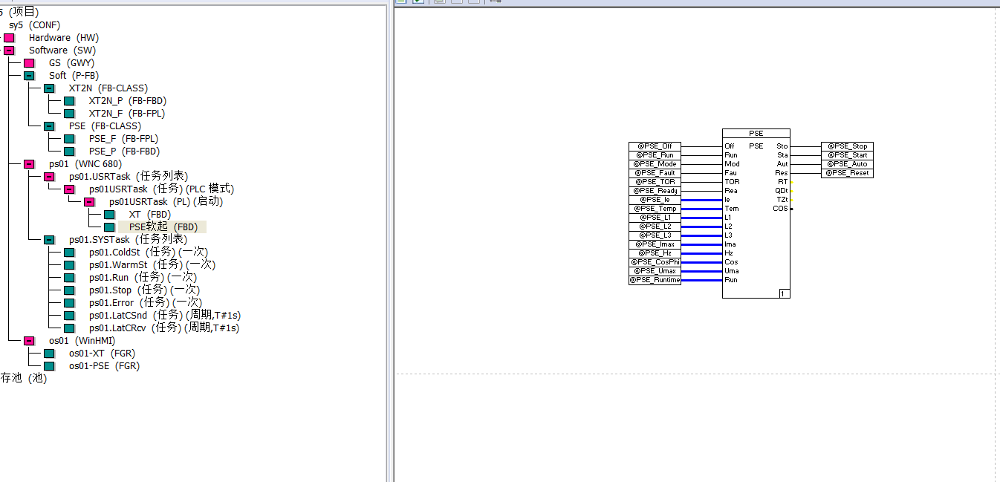 5 (项目)
sy5 (CONF)
Hardware (HW)
Software (SW)
GS (GWY)
Soft (P-FB)
XT2N (FB-CLASS)
XT2N_P (FB-FBD)
XT2N_F (FB-FPL)
PSE (FB-CLASS)
PSE_F (FB-FPL)
PSE_P (FB-FBD)
ps01 (WNC 680)
ps01.USRTask (任务列表)
ps01USRTask (任务) (PLC 模式)
ps01USRTask (PL) (启动)
XT (FBD)
PSE软起 (FBD)
ps01.SYSTask (任务列表)
ps01.ColdSt (任务) (一次)
ps01.WarmSt (任务) (一次)
ps01.Run (任务) (一次)
ps01.Stop (任务) (一次)
ps01.Error (任务) (一次)
ps01.LatCSnd (任务) (周期,T#1s)
ps01.LatCRcv (任务) (周期,T#1s)
os01 (WinHMI)
os01-XT (FGR)
os01-PSE (FGR)
存池 (池)
PSE
@PSE_Off Off PSE Sto @PSE_Stop
@PSE_Run Run Sta @PSE_Start
@PSE_Mode Mod Aut @PSE_Auto
@PSE_Fault Fau Res @PSE_Reset
@PSE_TOR TOR RT
@PSE_Ready Rea QDt
@PSE_Ie Ie TZt
@PSE_Temp Tem COS
@PSE_L1 L1
@PSE_L2 L2
@PSE_L3 L3
@PSE_Imax Ima
@PSE_Hz Hz
@PSE_CosPhi Cos
@PSE_Umax Uma
@PSE_Runtime Run
1